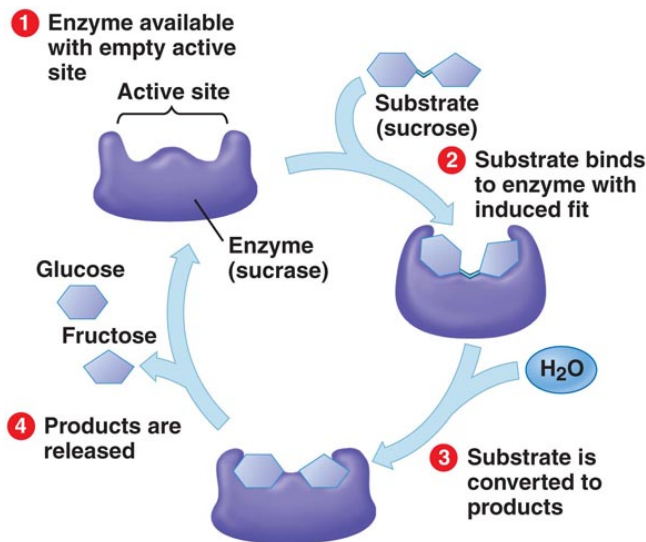 1 Enzyme available
with empty active
site
Active site
Substrate
(sucrose)
2 Substrate binds
to enzyme with
induced fit
Enzyme
(sucrase)
Glucose
Fructose
H₂O
4 Products are
released
3 Substrate is
converted to
products